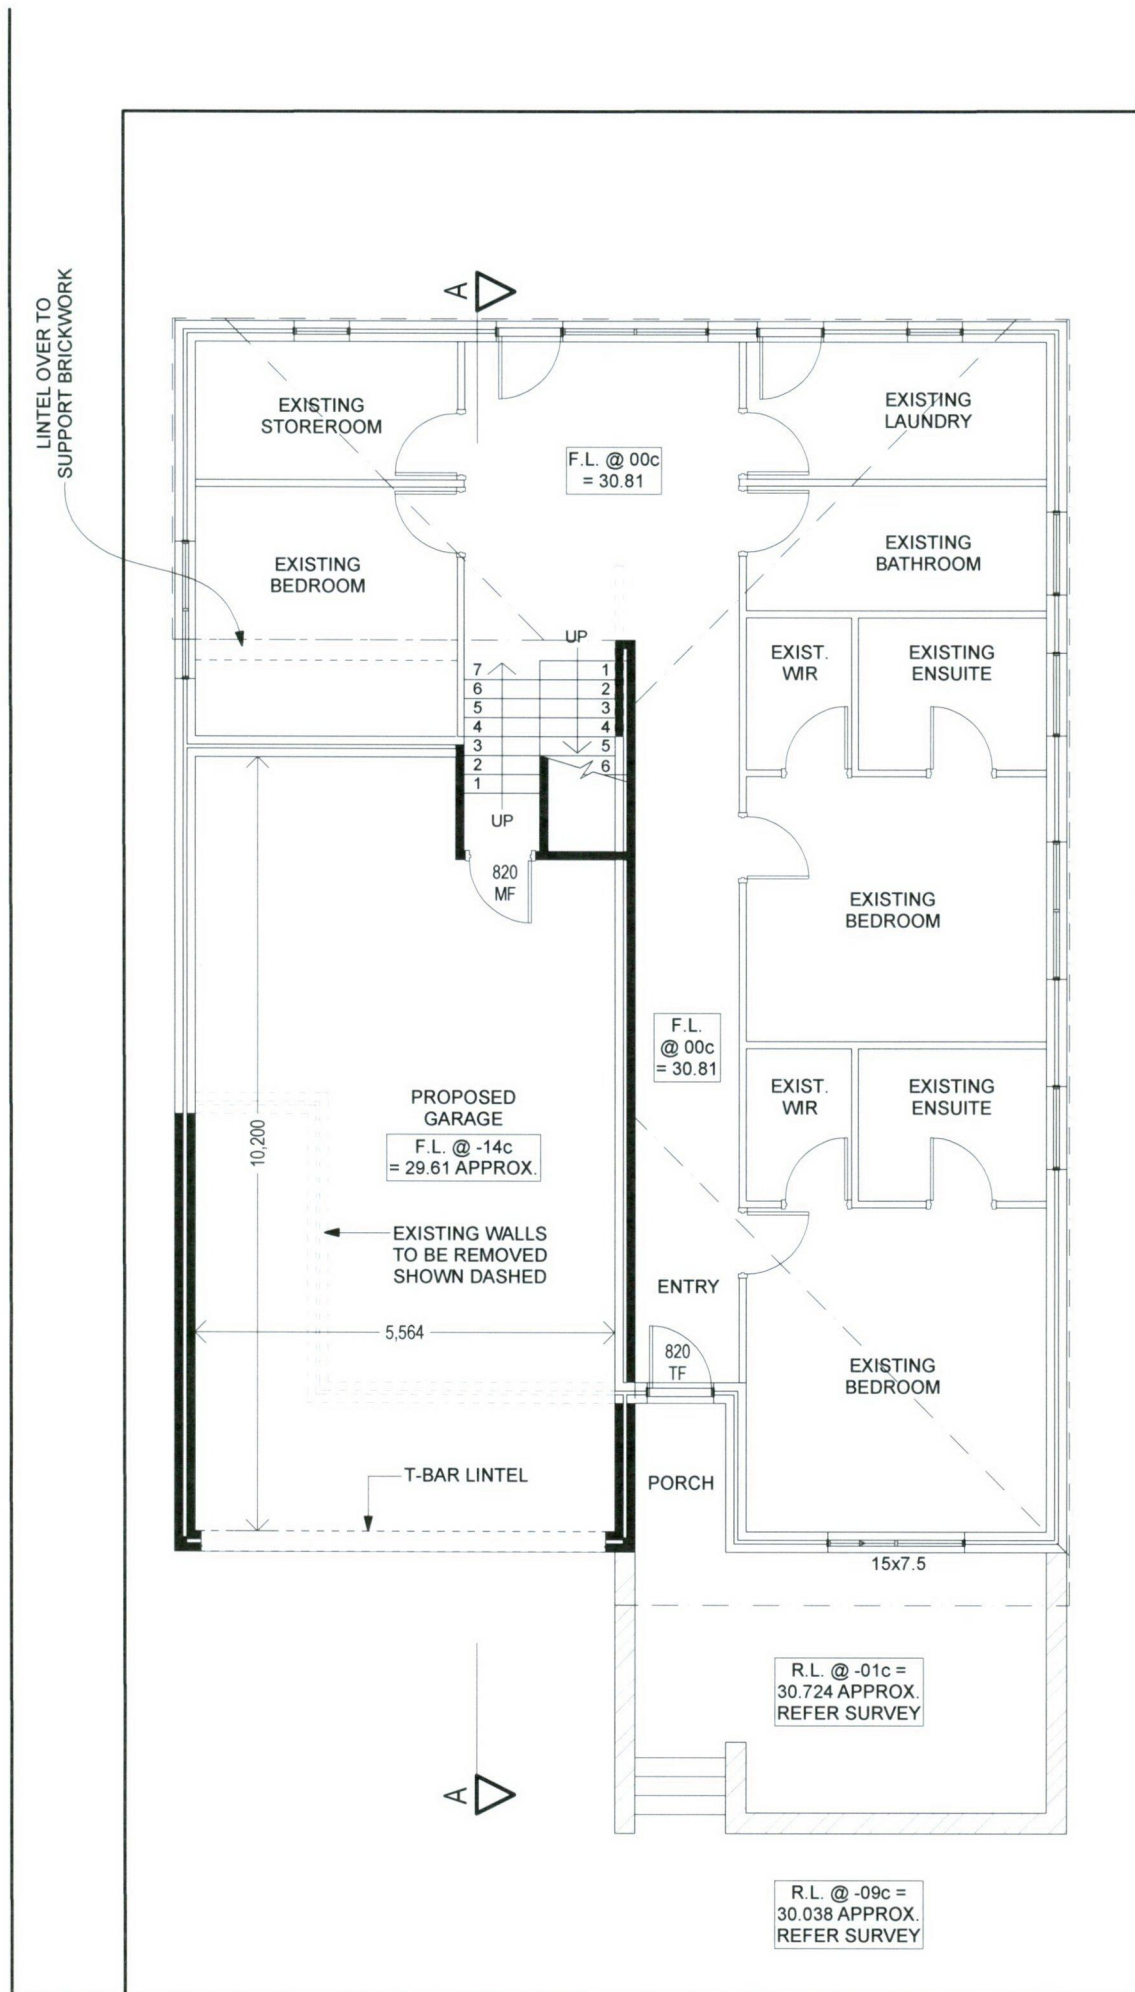 A
LINTEL OVER TO
SUPPORT BRICKWORK
EXISTING
STOREROOM
EXISTING
LAUNDRY
F.L. @ 00c
= 30.81
EXISTING
BEDROOM
EXISTING
BATHROOM
UP
EXIST.
WIR
EXISTING
ENSUITE
7
6
5
4
3
2
1
1
2
3
4
5
6
UP
820
MF
EXISTING
BEDROOM
F.L.
@ 00c
= 30.81
EXIST.
WIR
EXISTING
ENSUITE
PROPOSED
GARAGE
F.L. @ -14c
= 29.61 APPROX.
10,200
EXISTING WALLS
TO BE REMOVED
SHOWN DASHED
ENTRY
5,564
820
TF
EXISTING
BEDROOM
T-BAR LINTEL
PORCH
15x7.5
R.L. @ -01c =
30.724 APPROX.
REFER SURVEY
A
R.L. @ -09c =
30.038 APPROX.
REFER SURVEY